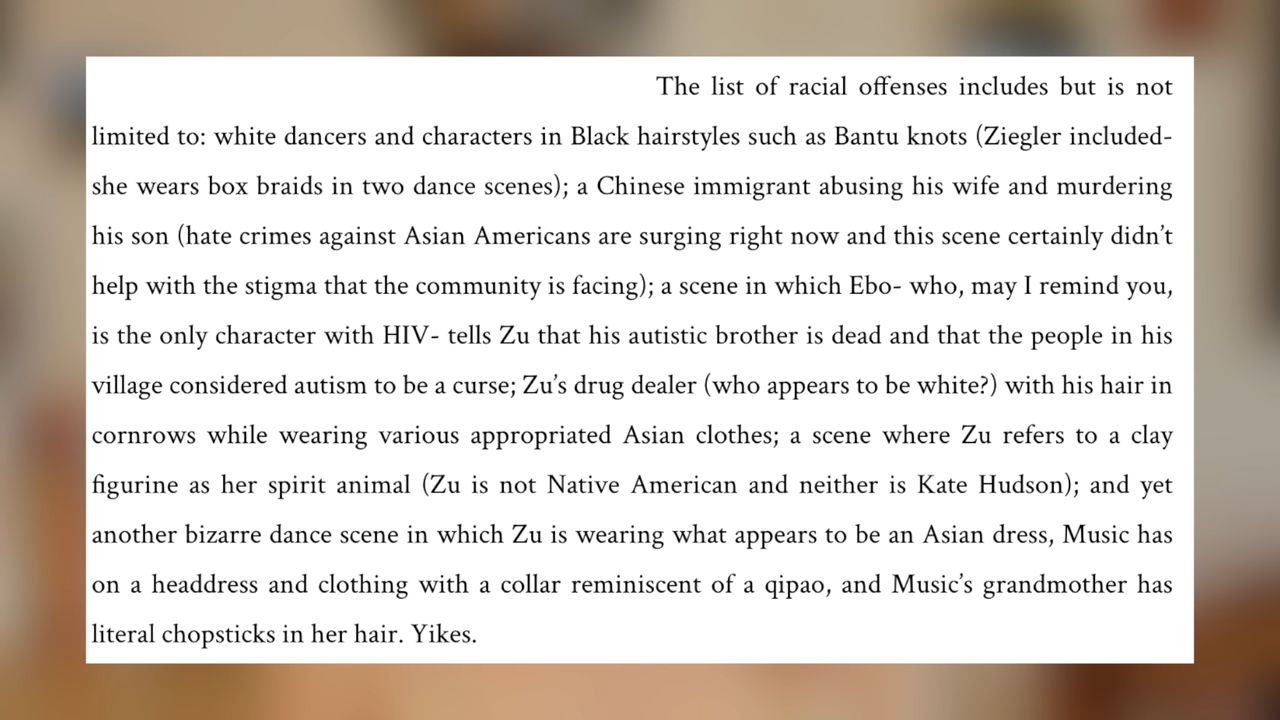 The list of racial offenses includes but is not
limited to: white dancers and characters in Black hairstyles such as Bantu knots (Ziegler included-
she wears box braids in two dance scenes); a Chinese immigrant abusing his wife and murdering
his son (hate crimes against Asian Americans are surging right now and this scene certainly didn’t
help with the stigma that the community is facing); a scene in which Ebo- who, may I remind you,
is the only character with HIV- tells Zu that his autistic brother is dead and that the people in his
village considered autism to be a curse; Zu’s drug dealer (who appears to be white?) with his hair in
cornrows while wearing various appropriated Asian clothes; a scene where Zu refers to a clay
figurine as her spirit animal (Zu is not Native American and neither is Kate Hudson); and yet
another bizarre dance scene in which Zu is wearing what appears to be an Asian dress, Music has
on a headdress and clothing with a collar reminiscent of a qipao, and Music’s grandmother has
literal chopsticks in her hair. Yikes.